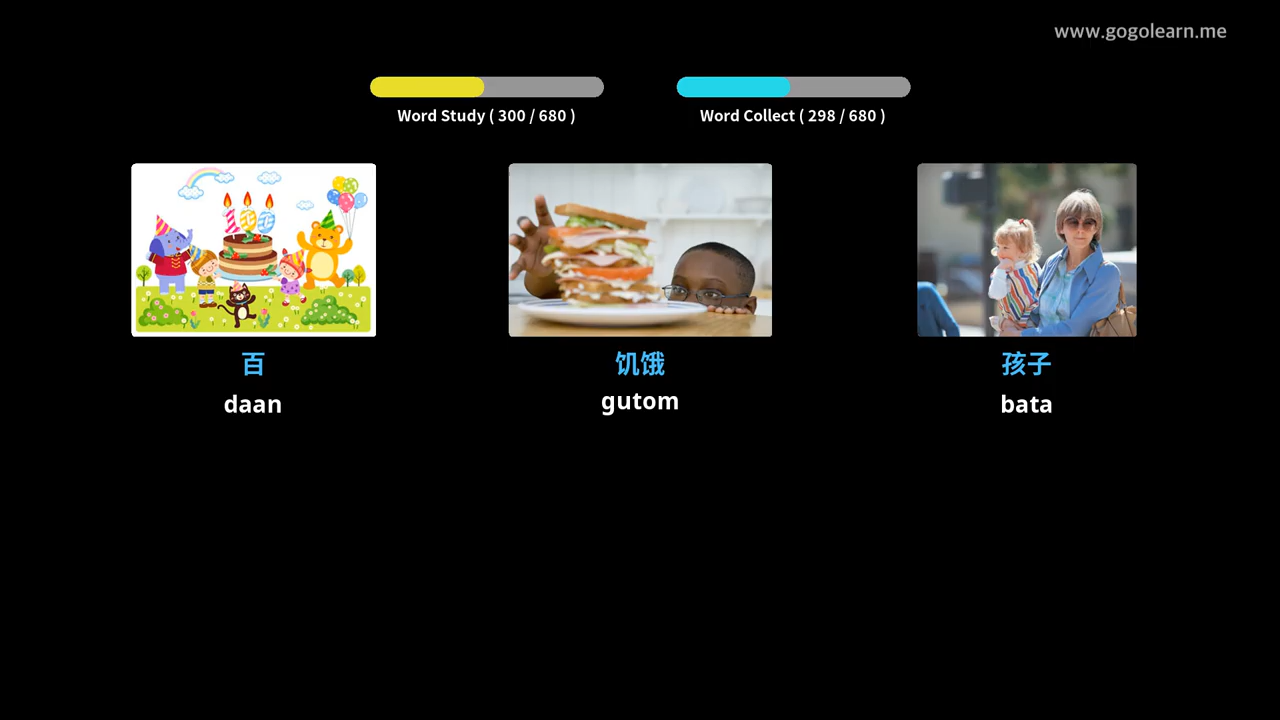 www.gogolearn.me
Word Study ( 300 / 680 )
Word Collect ( 298 / 680 )
100
百
饥饿
孩子
daan
gutom
bata